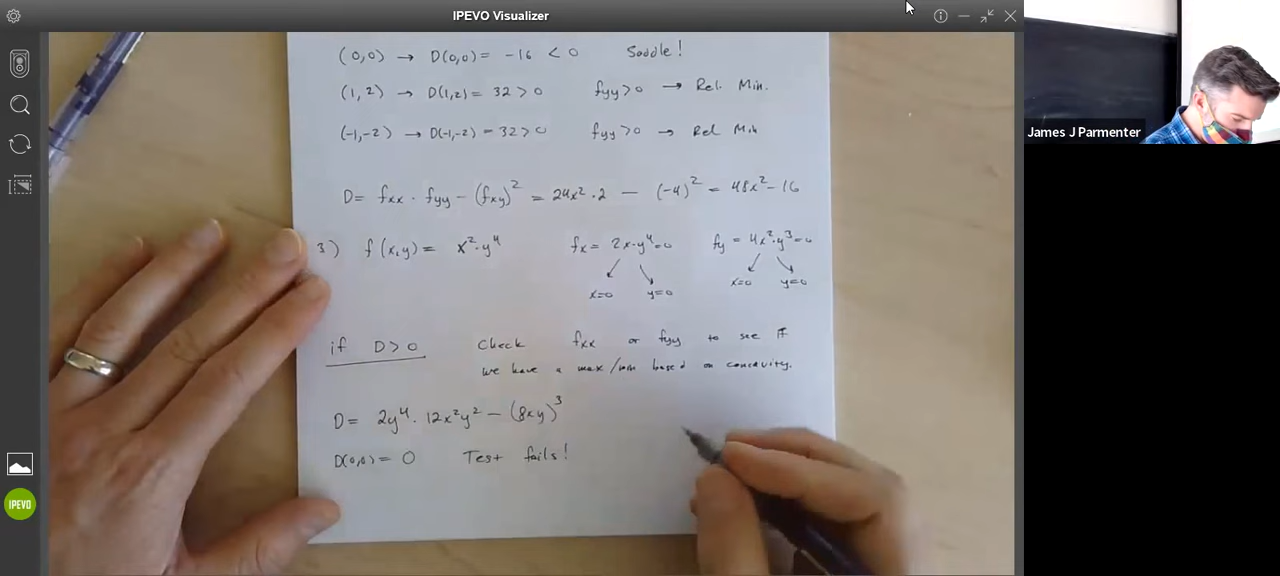 IPEVO Visualizer
(0,0) → D(0,0) = -16 < 0 Saddle!
(1, 2) → D(1,2) = 32 > 0 fyy > 0 → Rel. Min.
(-1,-2) → D(-1,-2) = 32 > 0 fyy > 0 → Rel Min
D = fxx · fyy - (fxy)² = 24x² · 2 - (-4)² = 48x² - 16
3) f(x,y) = x² · y⁴ fx = 2x·y⁴ = 0 fy = 4x²·y³ = 0
x=0 y=0 x=0 y=0
if D > 0 Check fxx or fyy to see if
we have a max/min based on concavity.
D = 2y⁴ · 12x²y² - (8xy)³
D(0,0) = 0 Test fails!
James J Parmenter
IPEVO